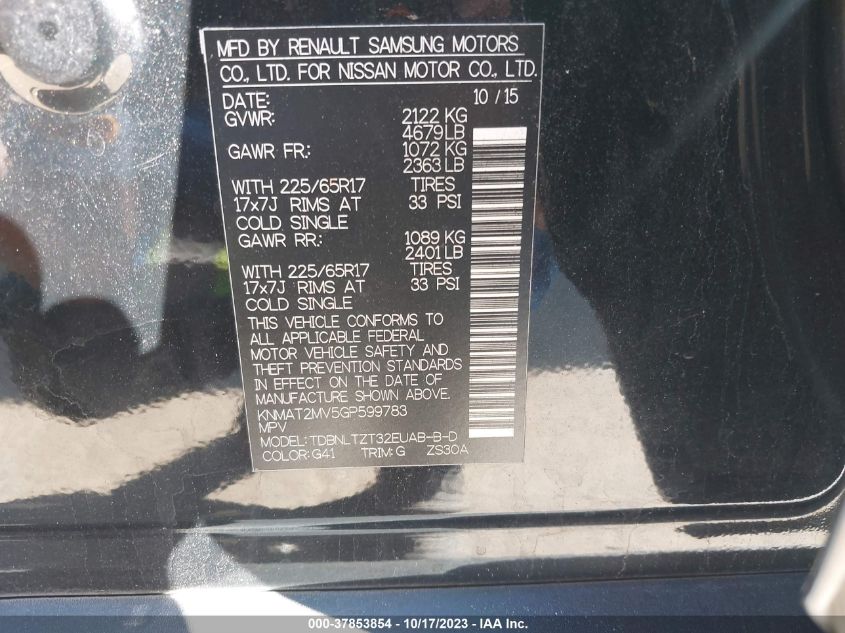 MFD BY RENAULT SAMSUNG MOTORS
CO., LTD. FOR NISSAN MOTOR CO., LTD.
DATE: 10 / 15
GVWR: 2122 KG
4679 LB
GAWR FR.: 1072 KG
2363 LB
WITH 225/65R17 TIRES
17x7J RIMS AT 33 PSI
COLD SINGLE
GAWR RR.: 1089 KG
2401 LB
WITH 225/65R17 TIRES
17x7J RIMS AT 33 PSI
COLD SINGLE
THIS VEHICLE CONFORMS TO
ALL APPLICABLE FEDERAL
MOTOR VEHICLE SAFETY AND
THEFT PREVENTION STANDARDS
IN EFFECT ON THE DATE OF
MANUFACTURE SHOWN ABOVE.
KNMAT2MV5GP599783
MPV
MODEL: TDBNLTZT32EUAB-B-D
COLOR: G41 TRIM: G ZS30A
000-37853854 - 10/17/2023 - IAA Inc.